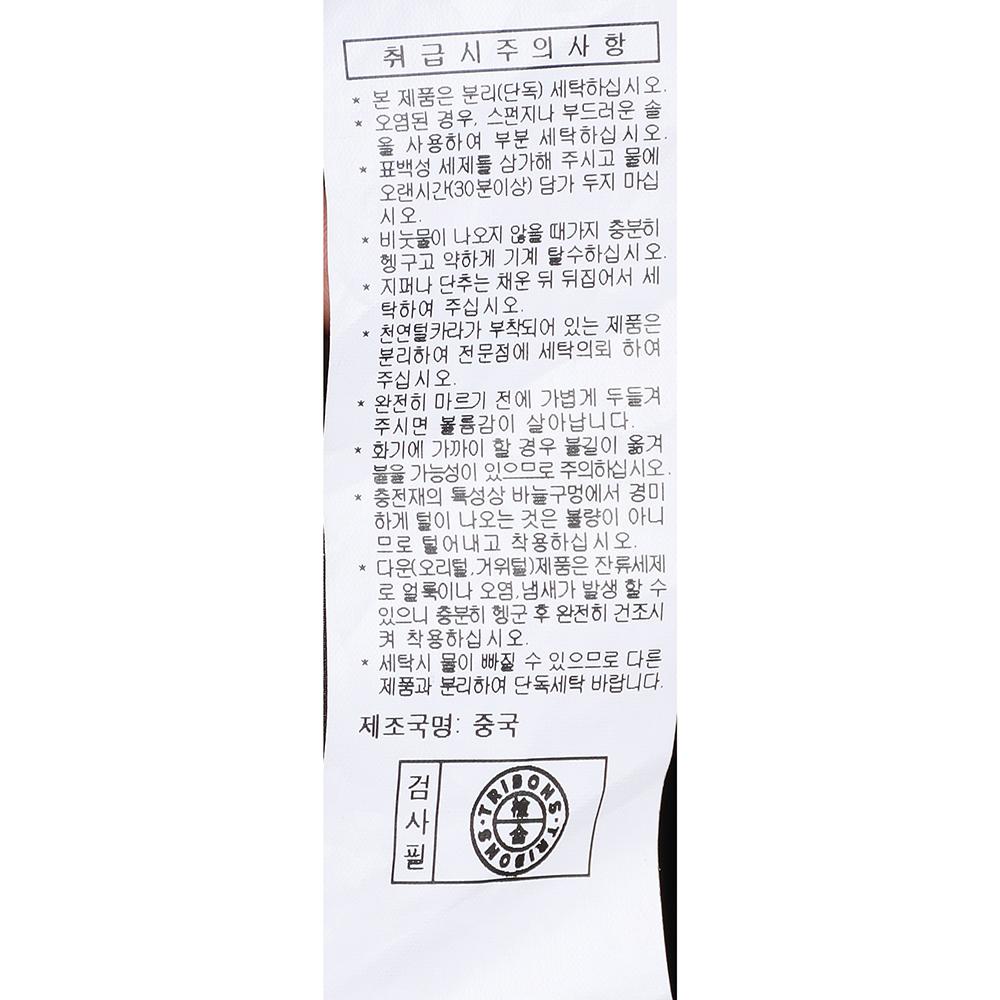 취급시주의사항
* 본 제품은 분리(단독) 세탁하십시오.
* 오염된 경우, 스펀지나 부드러운 솔
을 사용하여 부분 세탁하십시오.
* 표백성 세제를 삼가해 주시고 물에
오랜시간(30분이상) 담가 두지 마십
시오.
* 비눗물이 나오지 않을 때가지 충분히
헹구고 약하게 기계 탈수하십시오.
* 지퍼나 단추는 채운 뒤 뒤집어서 세
탁하여 주십시오.
* 천연털카라가 부착되어 있는 제품은
분리하여 전문점에 세탁의뢰 하여
주십시오.
* 완전히 마르기 전에 가볍게 두들겨
주시면 볼륨감이 살아납니다.
* 화기에 가까이 할 경우 불길이 옮겨
붙을 가능성이 있으므로 주의하십시오.
* 충전재의 특성상 바늘구멍에서 경미
하게 털이 나오는 것은 불량이 아니
므로 털어내고 착용하십시오.
* 다운(오리털,거위털)제품은 잔류세제
로 얼룩이나 오염,냄새가 발생 할 수
있으니 충분히 헹군 후 완전히 건조시
켜 착용하십시오.
* 세탁시 물이 빠질 수 있으므로 다른
제품과 분리하여 단독세탁 바랍니다.
제조국명: 중국
검사필
·TRIBONS·TRIBONS
檢
合